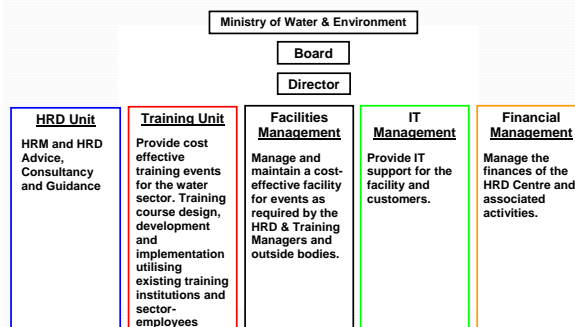 Ministry of Water & Environment
Board
Director
HRD Unit
HRM and HRD
Advice,
Consultancy
and Guidance
Training Unit
Provide cost
effective
training events
for the water
sector. Training
course design,
development
and
implementation
utilising
existing training
institutions and
sector-
employees
Facilities
Management
Manage and
maintain a cost-
effective facility
for events as
required by the
HRD & Training
Managers and
outside bodies.
IT
Management
Provide IT
support for the
facility and
customers.
Financial
Management
Manage the
finances of the
HRD Centre and
associated
activities.